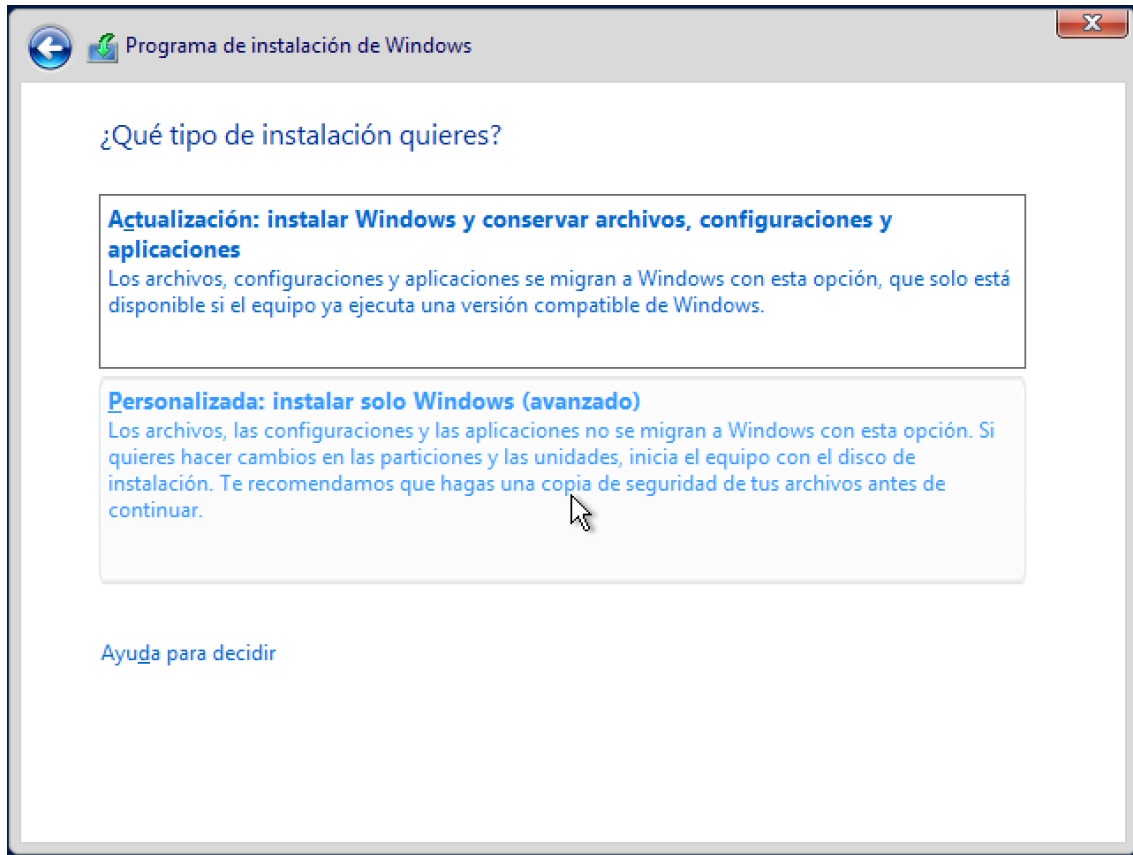 Programa de instalación de Windows
¿Qué tipo de instalación quieres?
Actualización: instalar Windows y conservar archivos, configuraciones y
aplicaciones
Los archivos, configuraciones y aplicaciones se migran a Windows con esta opción, que solo está
disponible si el equipo ya ejecuta una versión compatible de Windows.
Personalizada: instalar solo Windows (avanzado)
Los archivos, las configuraciones y las aplicaciones no se migran a Windows con esta opción. Si
quieres hacer cambios en las particiones y las unidades, inicia el equipo con el disco de
instalación. Te recomendamos que hagas una copia de seguridad de tus archivos antes de
continuar.
Ayuda para decidir